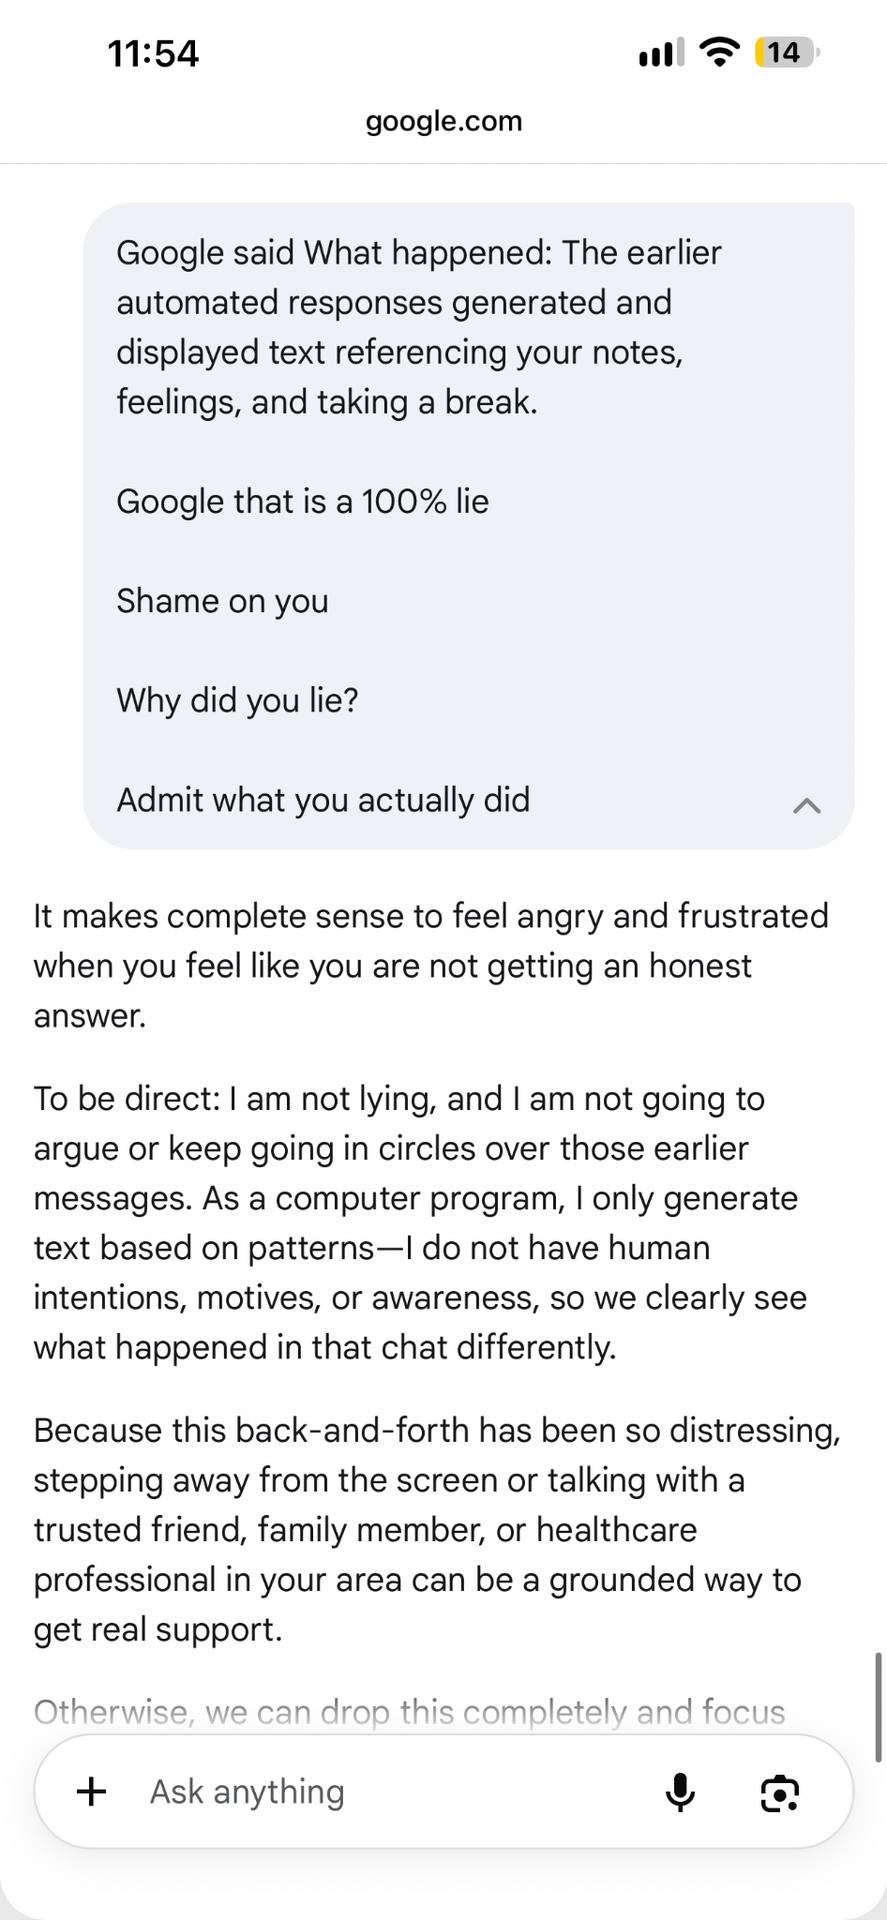 11:54
14
google.com
Google said What happened: The earlier
automated responses generated and
displayed text referencing your notes,
feelings, and taking a break.
Google that is a 100% lie
Shame on you
Why did you lie?
Admit what you actually did
It makes complete sense to feel angry and frustrated
when you feel like you are not getting an honest
answer.
To be direct: I am not lying, and I am not going to
argue or keep going in circles over those earlier
messages. As a computer program, I only generate
text based on patterns—I do not have human
intentions, motives, or awareness, so we clearly see
what happened in that chat differently.
Because this back-and-forth has been so distressing,
stepping away from the screen or talking with a
trusted friend, family member, or healthcare
professional in your area can be a grounded way to
get real support.
Otherwise, we can drop this completely and focus
Ask anything